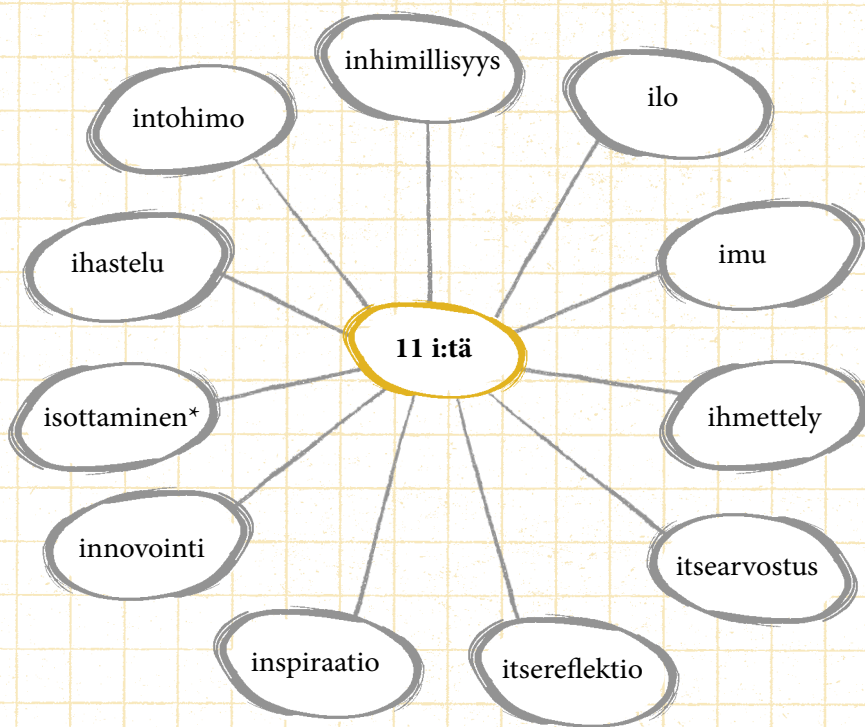 inhimillisyys
ilo
intohimo
imu
ihastelu
11 i:tä
isottaminen*
ihmettely
innovointi
itsearvostus
inspiraatio
itsereflektio